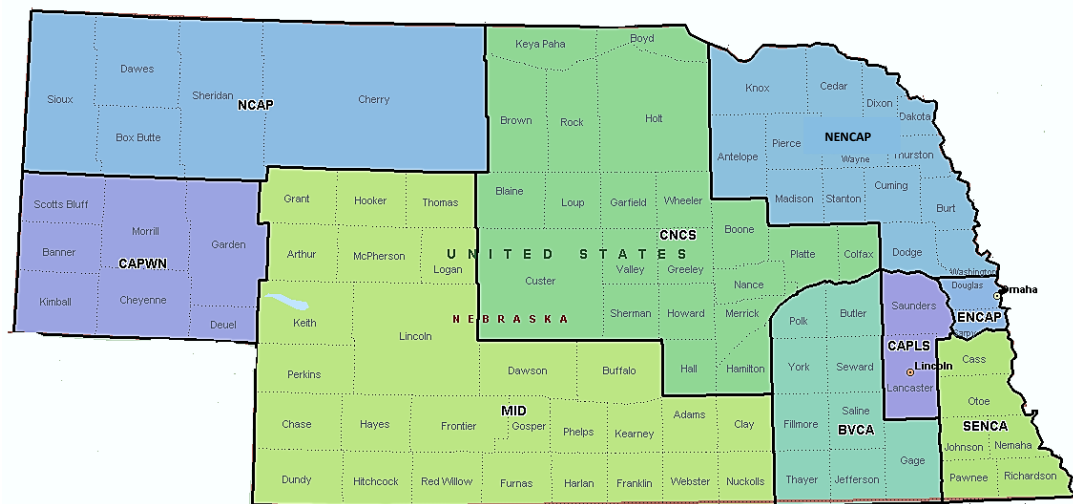 Keya Paha
Boyd
Knox
Cedar
Dixon
Dakota
Sioux
Dawes
Sheridan
NCAP
Cherry
Box Butte
Brown
Rock
Holt
Antelope
Pierce
NENCAP
Wayne
Thurston
Madison
Stanton
Cuming
Burt
Scotts Bluff
Morrill
Garden
Banner
CAPWN
Kimball
Cheyenne
Deuel
Grant
Hooker
Thomas
Blaine
Loup
Garfield
Wheeler
Boone
CNCS
Arthur
McPherson
Logan
UNITED STATES
Platte
Colfax
Dodge
Washington
Custer
Valley
Greeley
Nance
Douglas
Omaha
Keith
Lincoln
NEBRASKA
Sherman
Howard
Merrick
Polk
Butler
Saunders
ENCAP
CAPLS
Perkins
Dawson
Buffalo
Hall
Hamilton
York
Seward
Lincoln
Lancaster
Cass
Otoe
Chase
Hayes
Frontier
MID
Gosper
Phelps
Kearney
Adams
Clay
Fillmore
Saline
BVCA
SENCA
Johnson
Nemaha
Dundy
Hitchcock
Red Willow
Furnas
Harlan
Franklin
Webster
Nuckolls
Thayer
Jefferson
Gage
Pawnee
Richardson